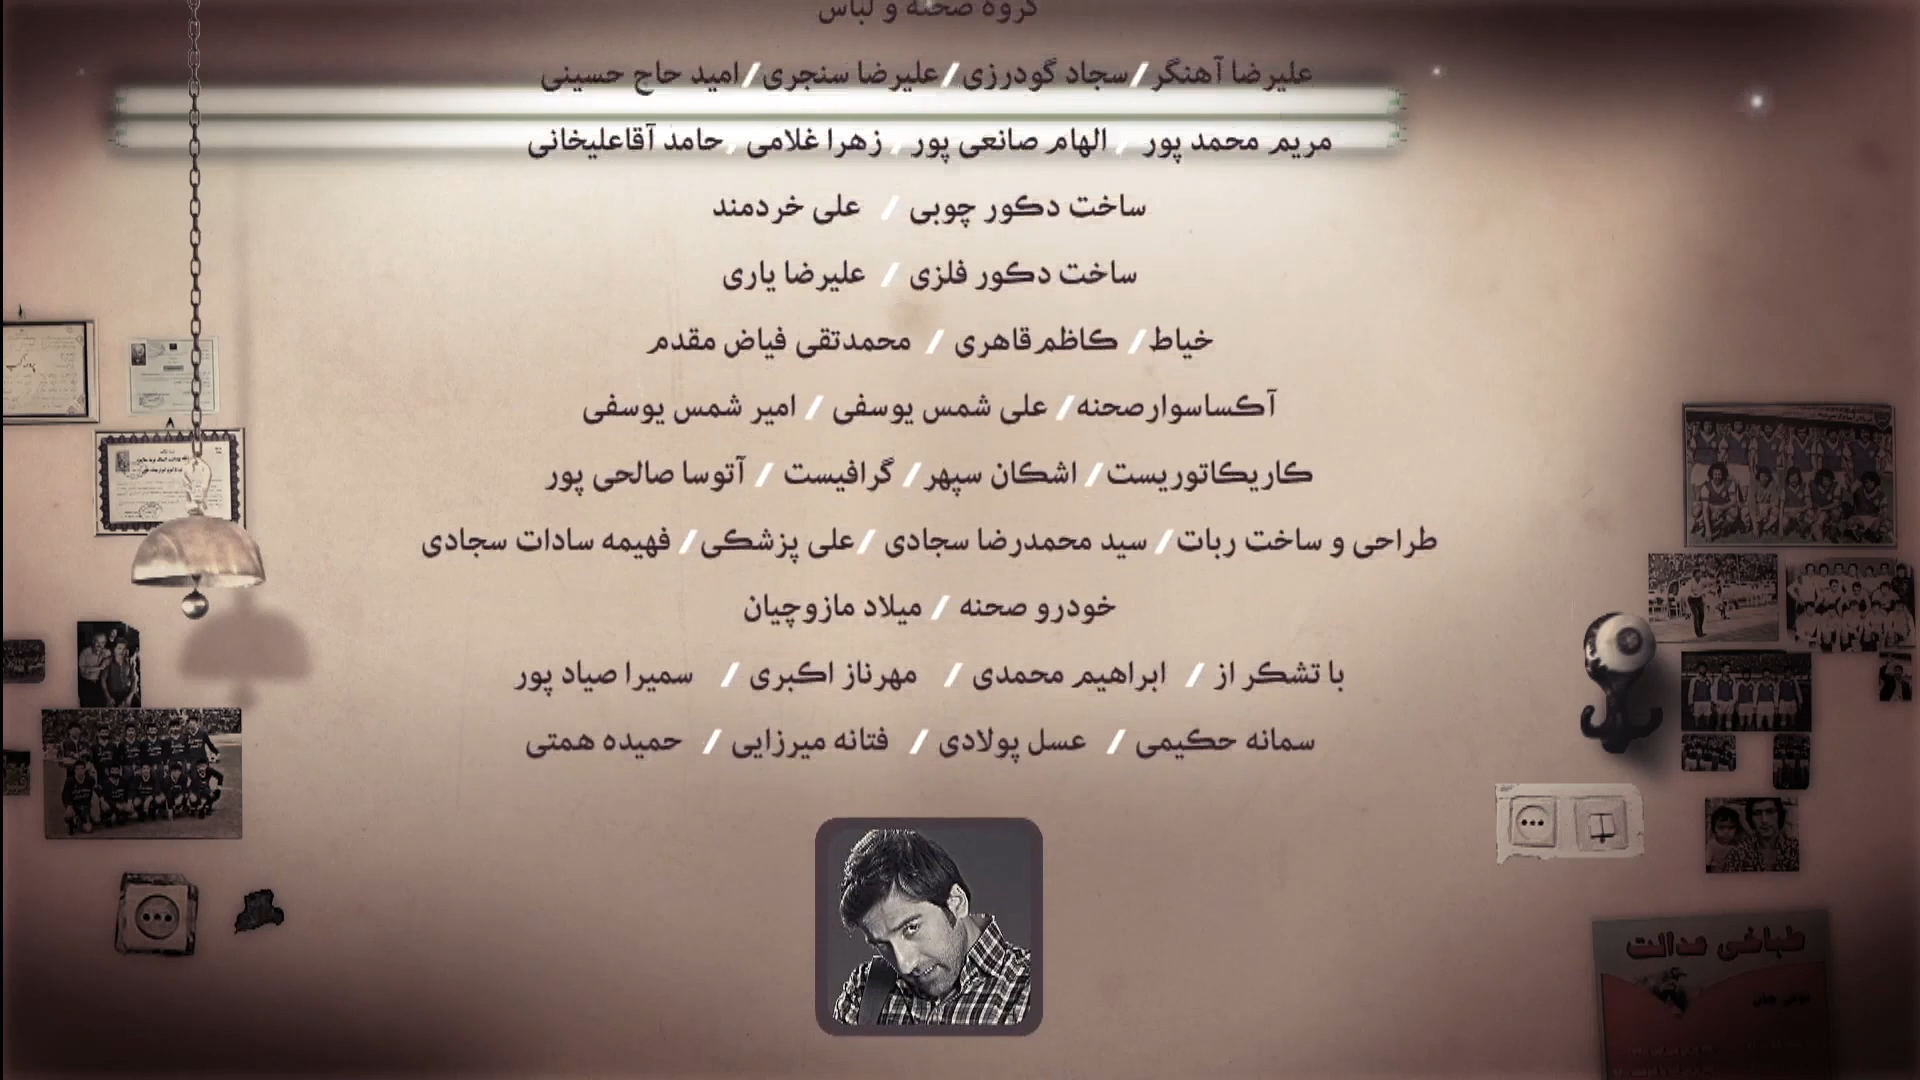 گروه صحنه و لباس
علیرضا آهنگر / سجاد گودرزی / علیرضا سنجری / امید حاج حسینی
مریم محمد پور / الهام صانعی پور / زهرا غلامی / حامد آقاعلیخانی
ساخت دکور چوبی / علی خردمند
ساخت دکور فلزی / علیرضا یاری
خیاط / کاظم قاهری / محمدتقی فیاض مقدم
آکساسوارصحنه / علی شمس یوسفی / امیر شمس یوسفی
کاریکاتوریست / اشکان سپهر / گرافیست / آتوسا صالحی پور
طراحی و ساخت ربات / سید محمدرضا سجادی / علی پزشکی / فهیمه سادات سجادی
خودرو صحنه / میلاد مازوچیان
با تشکر از / ابراهیم محمدی / مهرناز اکبری / سمیرا صیاد پور
سمانه حکیمی / عسل پولادی / فتانه میرزایی / حمیده همتی
طباخی عدالت